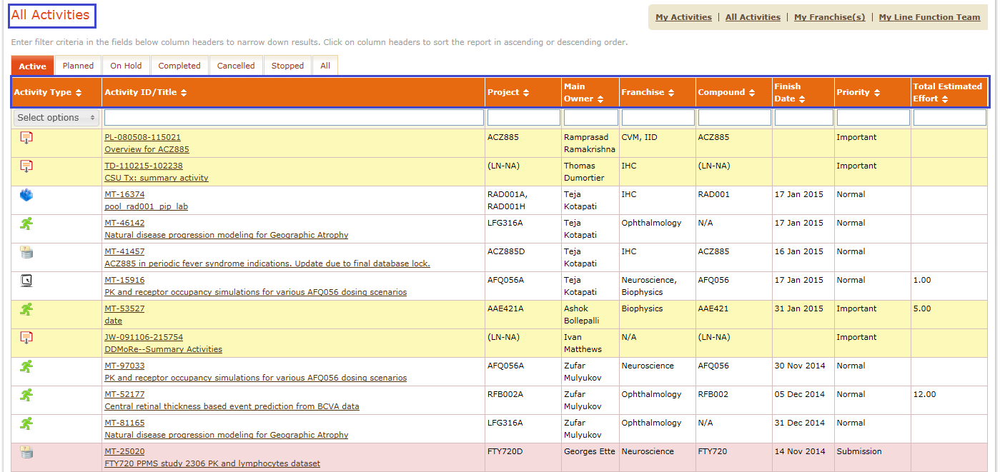 All Activities
My Activities | All Activities | My Franchise(s) | My Line Function Team
Enter filter criteria in the fields below column headers to narrow down results. Click on column headers to sort the report in ascending or descending order.
Active Planned On Hold Completed Cancelled Stopped All
Activity Type Activity ID/Title Project Main Owner Franchise Compound Finish Date Priority Total Estimated Effort
Select options
PL-080508-115021 ACZ885 Ramprasad CVM, IID ACZ885 Important
Overview for ACZ885 Ramakrishna
TD-110215-102238 (LN-NA) Thomas IHC (LN-NA) Important
CSU Tx: summary activity Dumortier
MT-16374 RAD001A, Teja IHC RAD001 17 Jan 2015 Normal
pool_rad001_pip_lab RAD001H Kotapati
MT-46142 LFG316A Teja Ophthalmology N/A 17 Jan 2015 Normal
Natural disease progression modeling for Geographic Atrophy Kotapati
MT-41457 ACZ885D Teja IHC ACZ885 16 Jan 2015 Normal
ACZ885 in periodic fever syndrome indications. Update due to final database lock. Kotapati
MT-15916 AFQ056A Teja Neuroscience, AFQ056 17 Jan 2015 Normal 1.00
PK and receptor occupancy simulations for various AFQ056 dosing scenarios Kotapati Biophysics
MT-53527 AAE421A Ashok Biophysics AAE421 31 Jan 2015 Important 5.00
date Bollepalli
JW-091106-215754 (LN-NA) Ivan N/A (LN-NA) Important
DDMoRe--Summary Activities Matthews
MT-97033 AFQ056A Zufar Neuroscience AFQ056 30 Nov 2014 Normal
PK and receptor occupancy simulations for various AFQ056 dosing scenarios Mulyukov
MT-52177 RFB002A Zufar Ophthalmology RFB002 05 Dec 2014 Normal 12.00
Central retinal thickness based event prediction from BCVA data Mulyukov
MT-81165 LFG316A Zufar Ophthalmology N/A 31 Dec 2014 Normal
Natural disease progression modeling for Geographic Atrophy Mulyukov
MT-25020 FTY720D Georges Ette Neuroscience FTY720 14 Nov 2014 Submission
FTY720 PPMS study 2306 PK and lymphocytes dataset